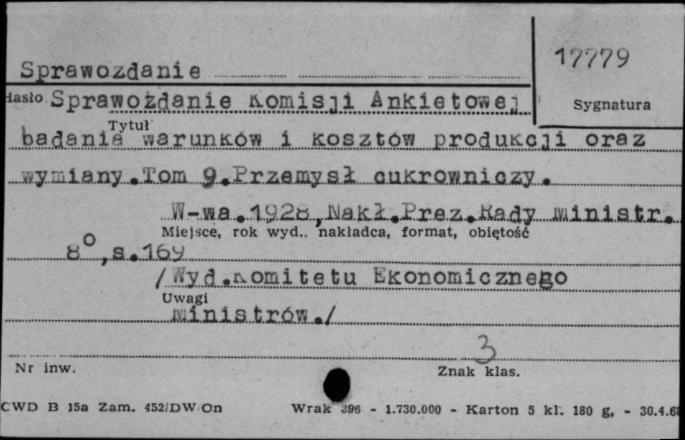 17779
Sprawozdanie
Hasło Sprawozdanie Komisji Ankietowej
Sygnatura
Tytuł
badania warunków i kosztów produkcji oraz
wymiany.Tom 9.Przemysł cukrowniczy.
W-wa.1928,Nakł.Prez.Rady Ministr.
Miejsce, rok wyd., nakładca, format, objętość
8°,s.169
/Wyd.Komitetu Ekonomicznego
Uwagi
Ministrów./
3
Nr inw.
Znak klas.
CWD B 15a Zam. 452/DW/On
Wrak 396 - 1.730.000 - Karton 5 kl. 180 g, - 30.4.68